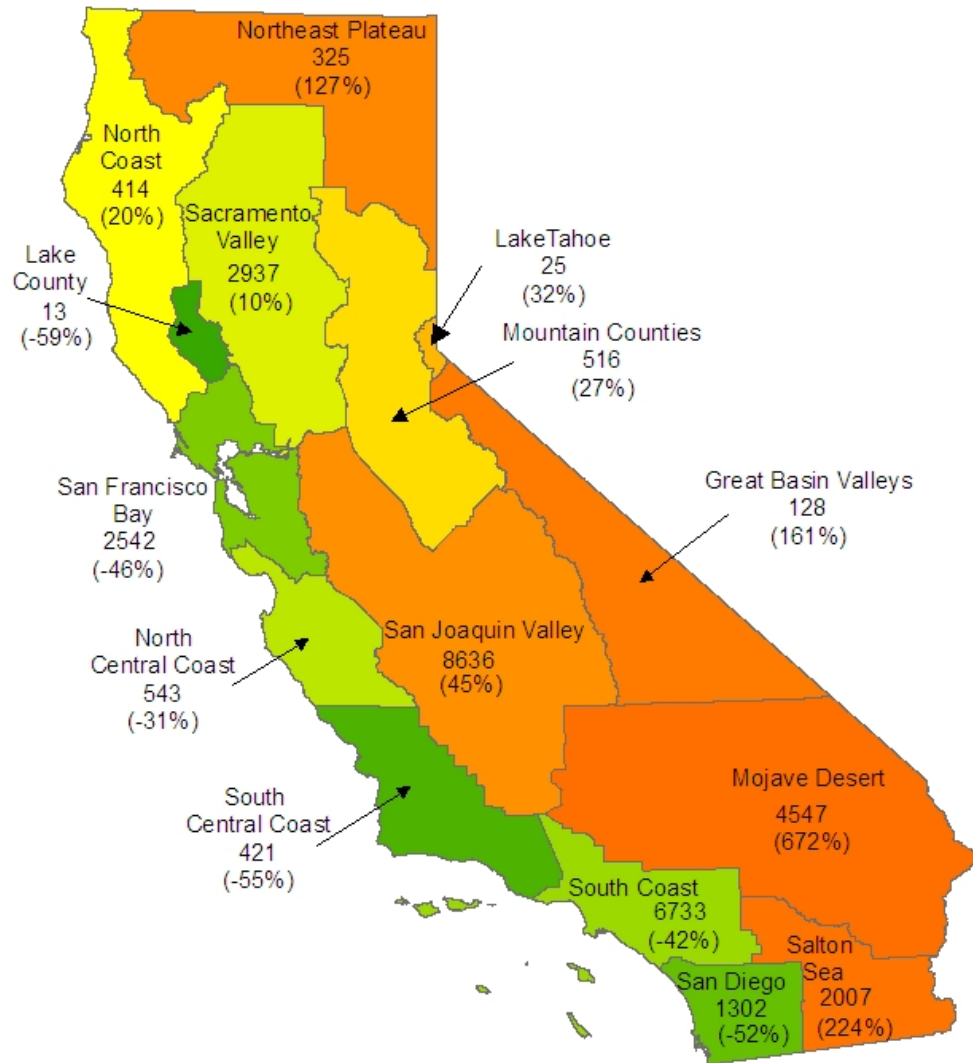 Northeast Plateau
325
(127%)
North
Coast
414
(20%)
Sacramento
Valley
2937
(10%)
Lake
County
13
(-59%)
LakeTahoe
25
(32%)
Mountain Counties
516
(27%)
San Francisco
Bay
2542
(-46%)
Great Basin Valleys
128
(161%)
North
Central Coast
543
(-31%)
San Joaquin Valley
8636
(45%)
South
Central Coast
421
(-55%)
Mojave Desert
4547
(672%)
South Coast
6733
(-42%)
Salton
Sea
2007
(224%)
San Diego
1302
(-52%)